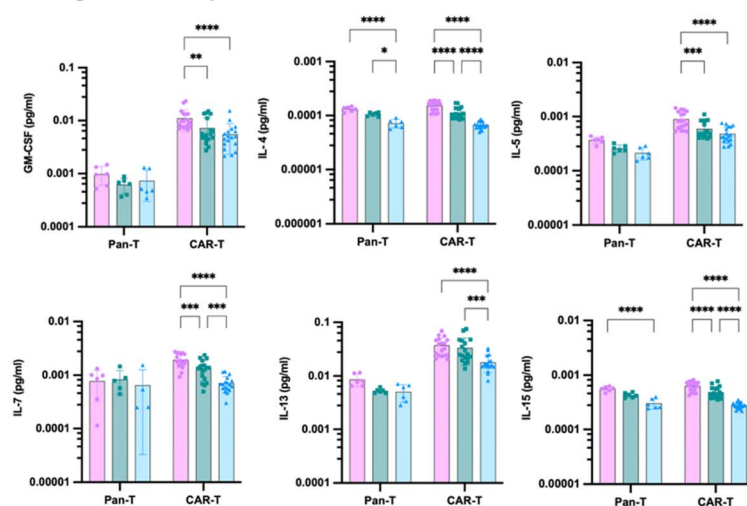 ****
**
GM-CSF (pg/ml)
0.1
0.01
0.001
0.0001
Pan-T
CAR-T
****
*
****
**** ****
IL-4 (pg/ml)
0.001
0.0001
0.00001
0.000001
Pan-T
CAR-T
****
***
IL-5 (pg/ml)
0.01
0.001
0.0001
0.00001
Pan-T
CAR-T
****
*** ***
IL-7 (pg/ml)
0.01
0.001
0.0001
0.00001
Pan-T
CAR-T
****
***
IL-13 (pg/ml)
0.1
0.01
0.001
0.0001
Pan-T
CAR-T
****
****
**** ****
IL-15 (pg/ml)
0.01
0.001
0.0001
0.00001
Pan-T
CAR-T